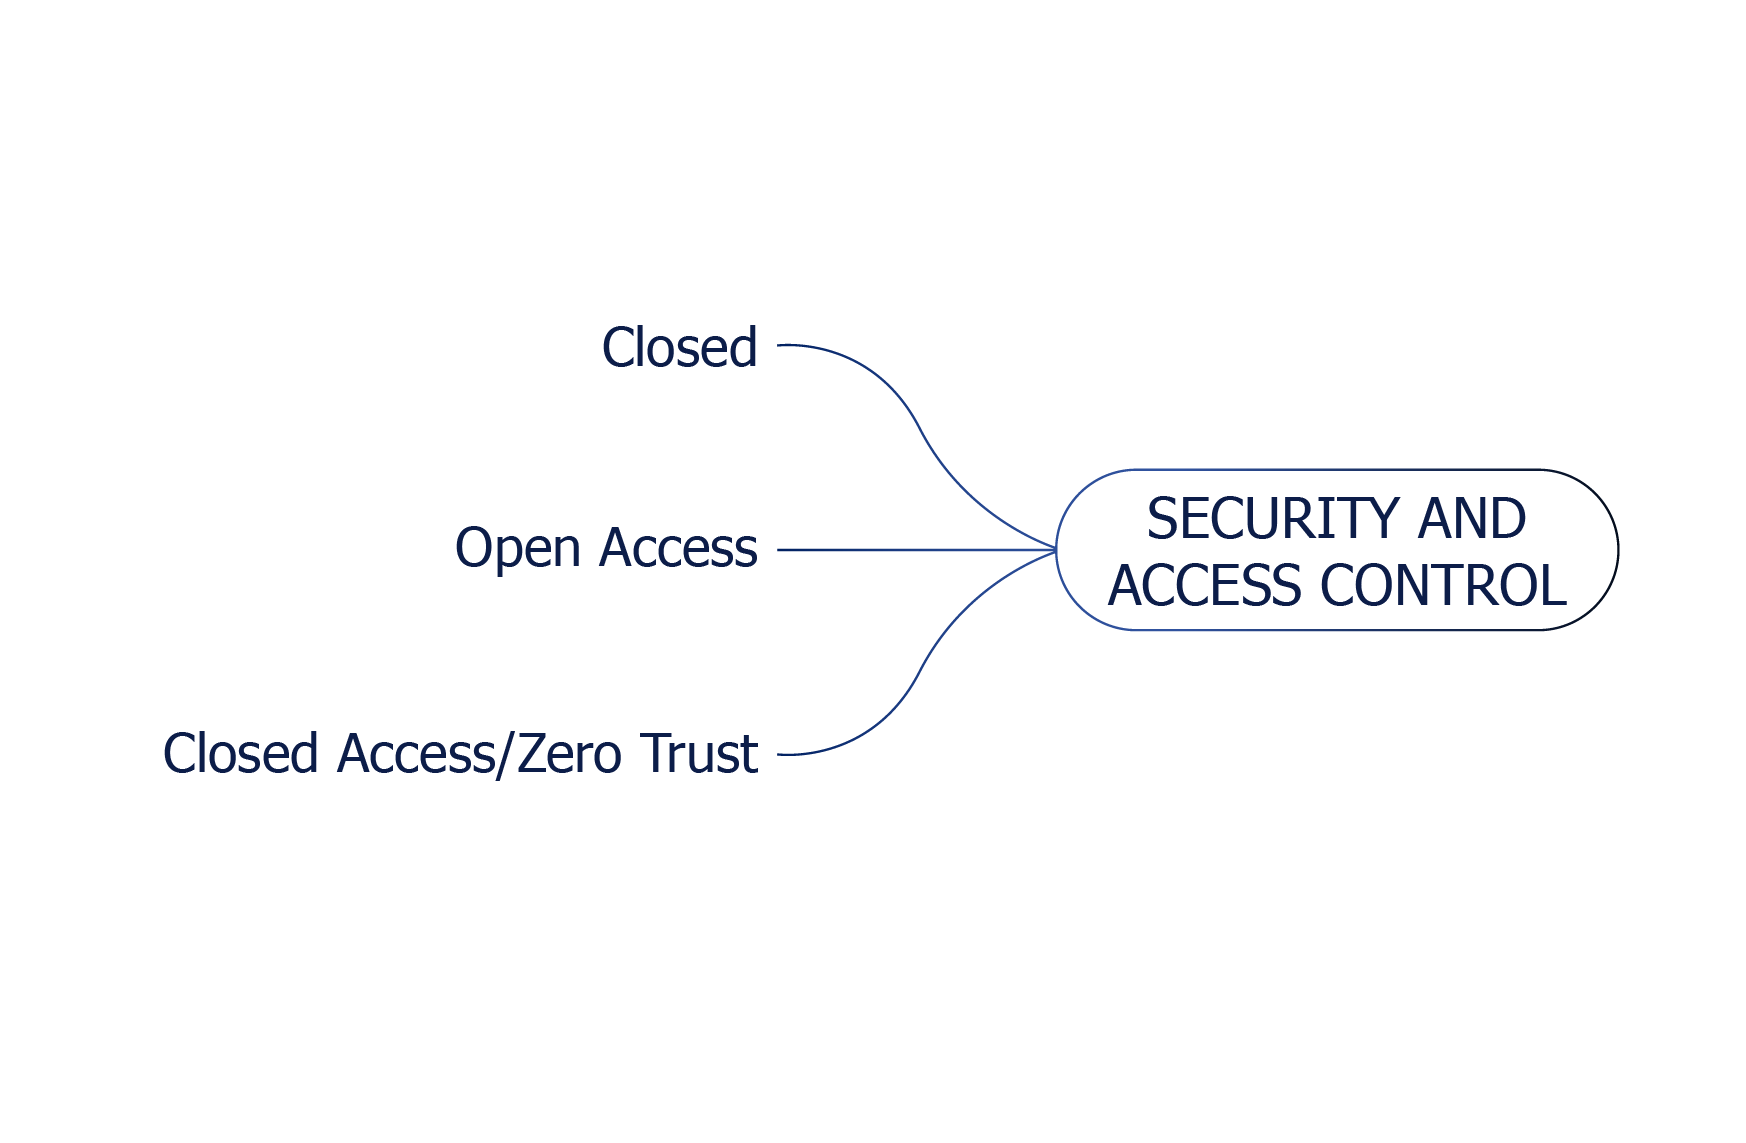 Closed
Open Access
Closed Access/Zero Trust
SECURITY AND
ACCESS CONTROL